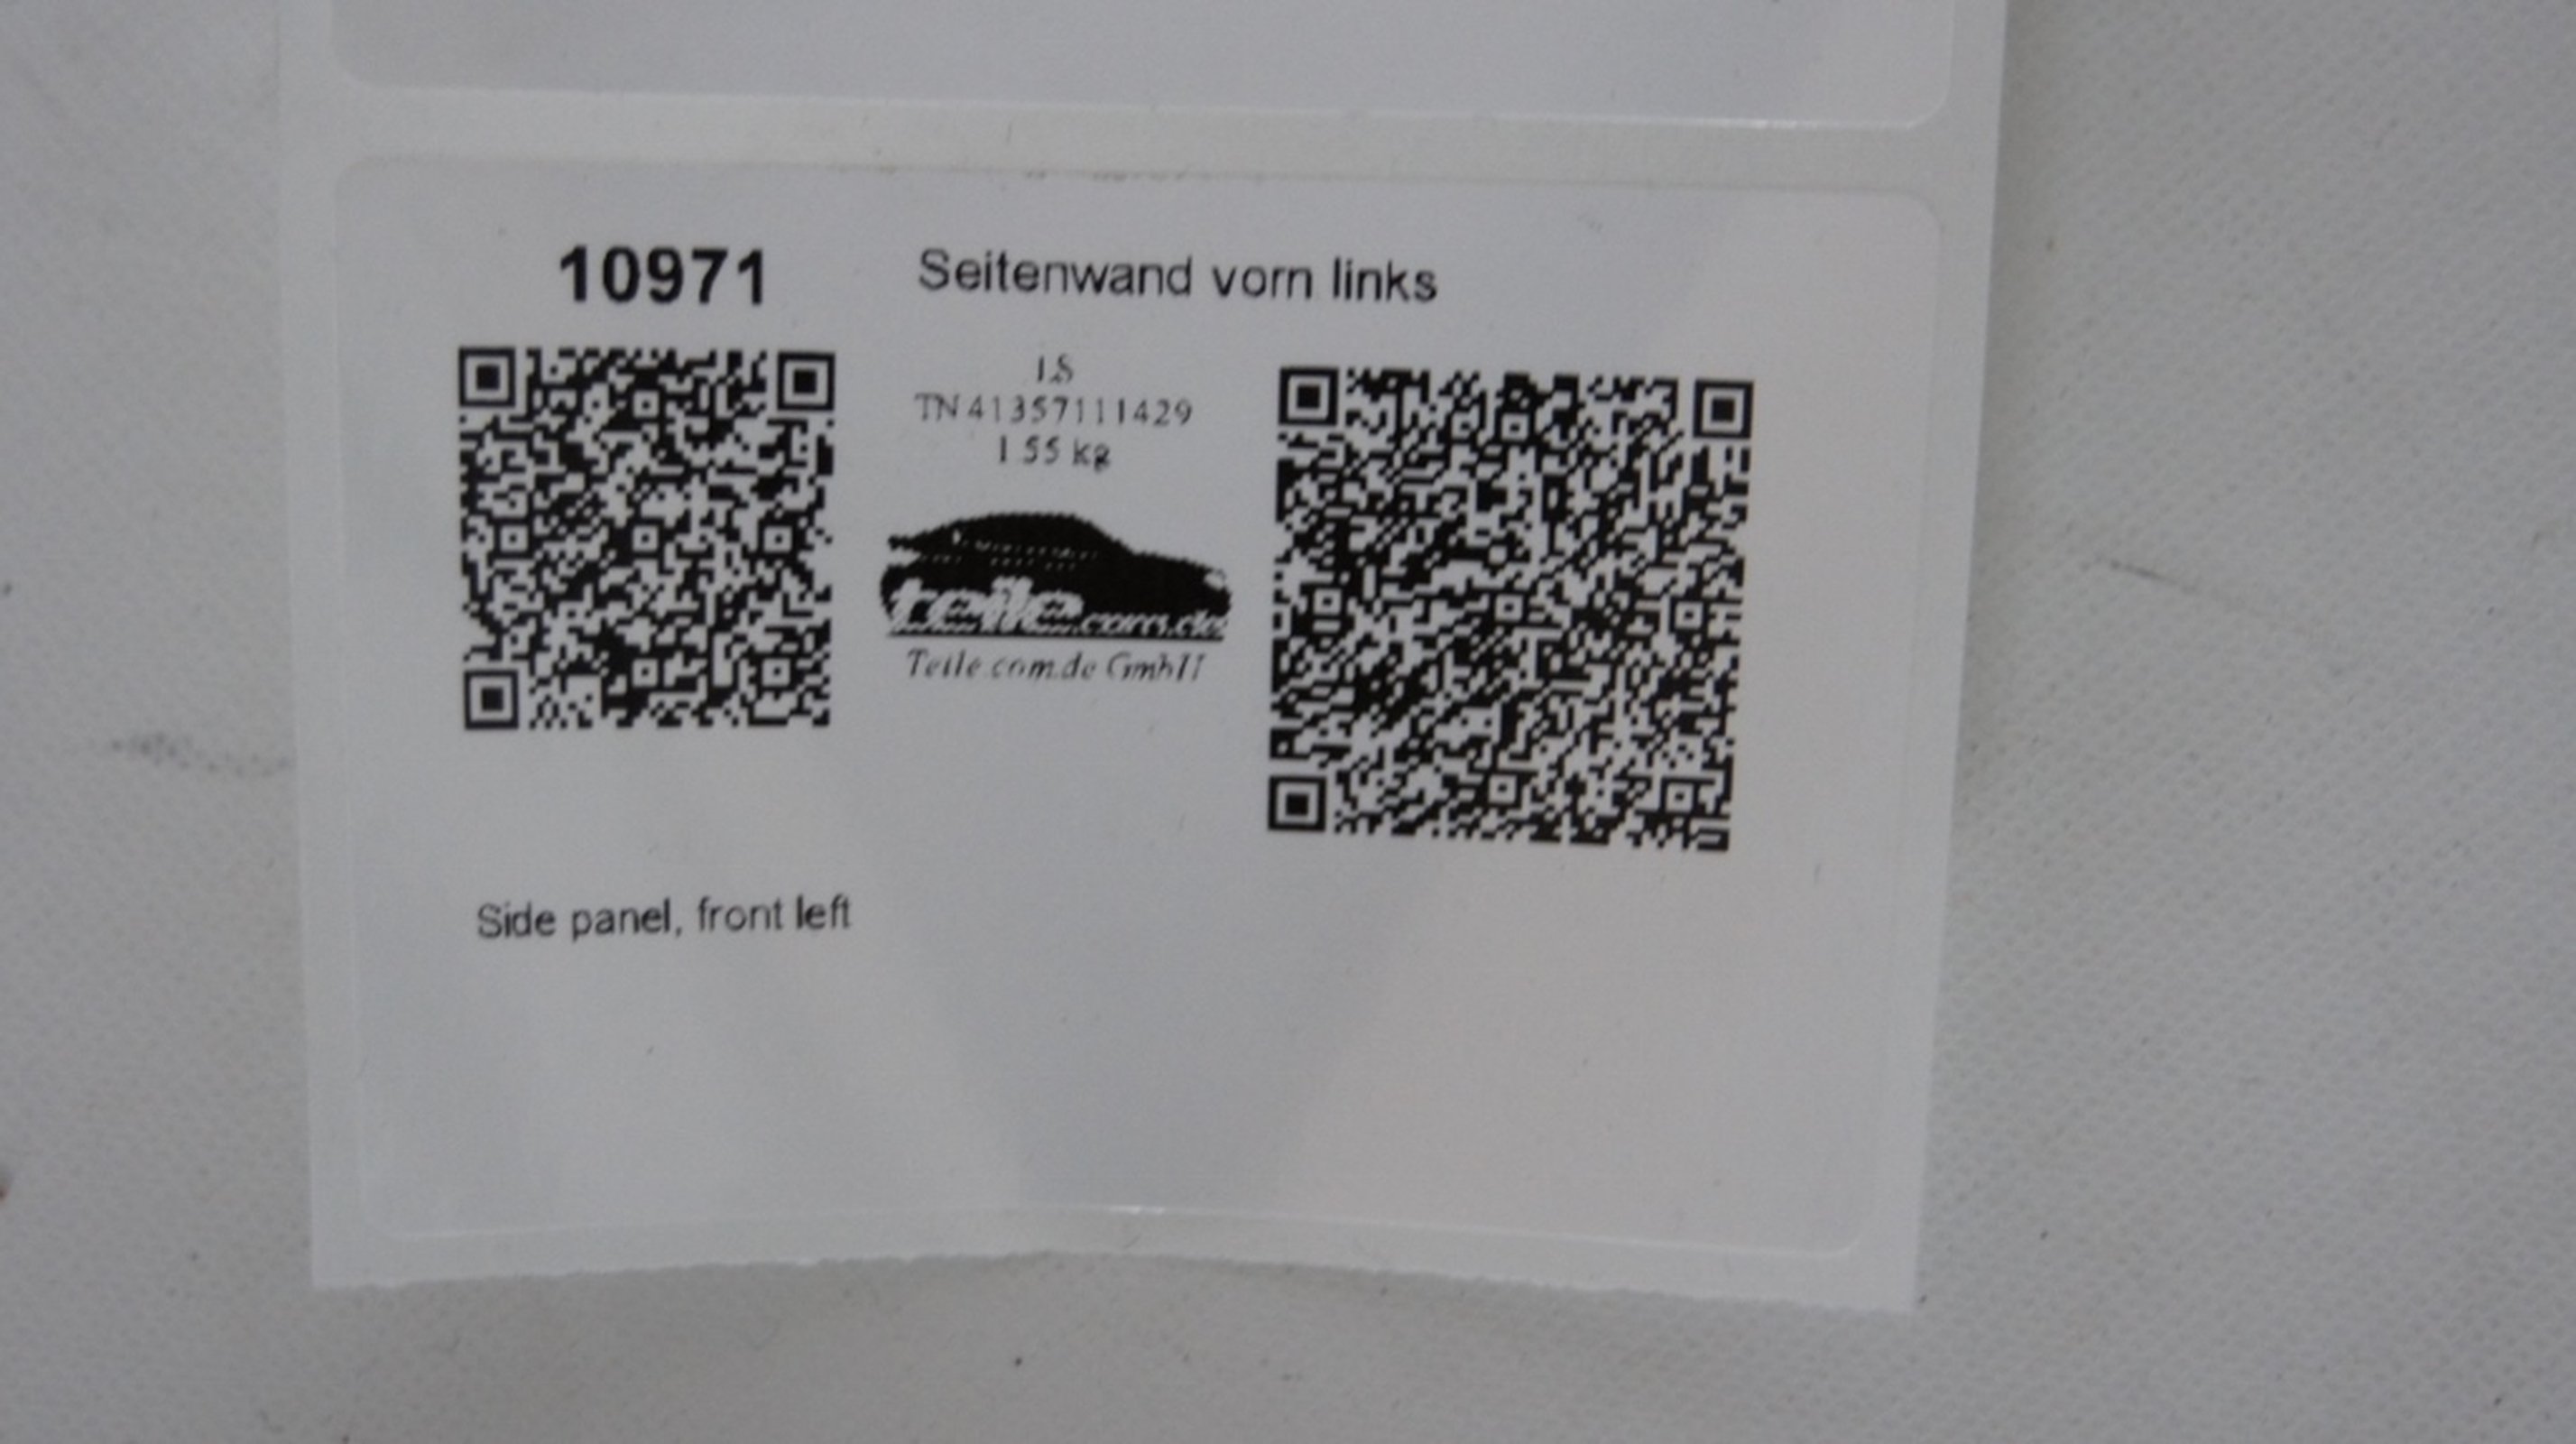 10971
Seitenwand vorn links
LS
TN 41357111429
1.55 kg
teile.com.de
Teile.com.de GmbH
Side panel, front left